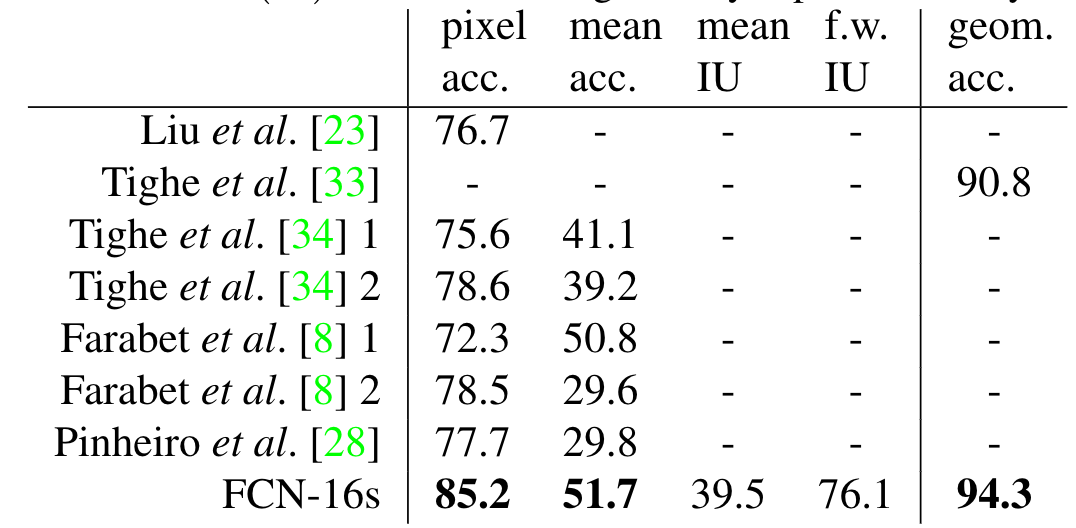 pixel mean mean f.w. geom.
acc. acc. IU IU acc.
Liu et al. [23] 76.7 - - - -
Tighe et al. [33] - - - - 90.8
Tighe et al. [34] 1 75.6 41.1 - - -
Tighe et al. [34] 2 78.6 39.2 - - -
Farabet et al. [8] 1 72.3 50.8 - - -
Farabet et al. [8] 2 78.5 29.6 - - -
Pinheiro et al. [28] 77.7 29.8 - - -
FCN-16s 85.2 51.7 39.5 76.1 94.3